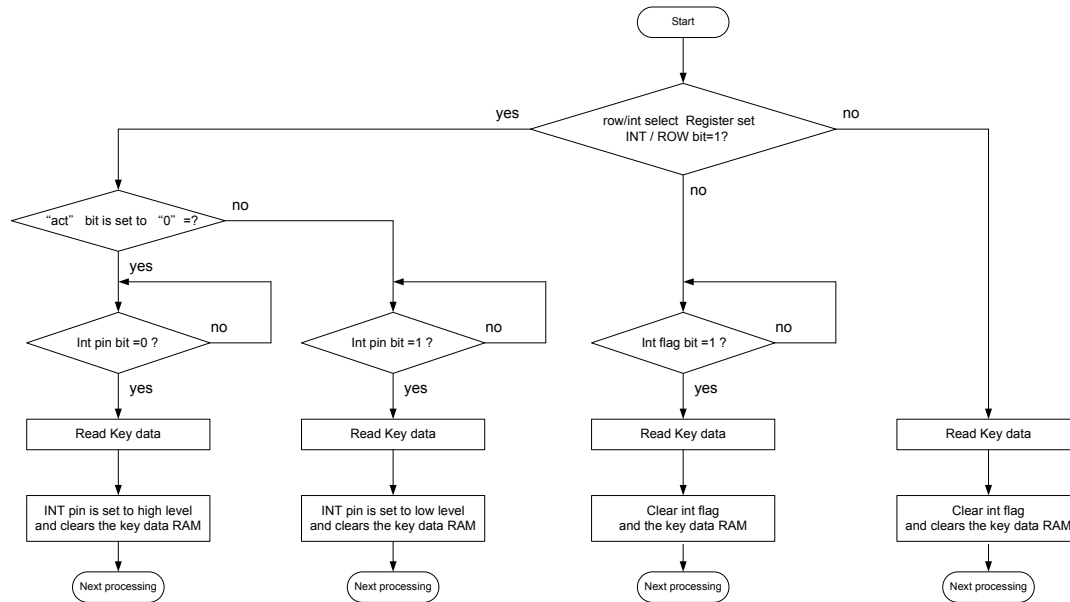 Start
yes
row/int select Register set
INT / ROW bit=1?
no
no
“act” bit is set to “0” =?
no
yes
Int pin bit =0 ?
no
Int pin bit =1 ?
no
Int flag bit =1 ?
no
yes
yes
yes
Read Key data
Read Key data
Read Key data
Read Key data
INT pin is set to high level
and clears the key data RAM
INT pin is set to low level
and clears the key data RAM
Clear int flag
and the key data RAM
Clear int flag
and clears the key data RAM
Next processing
Next processing
Next processing
Next processing